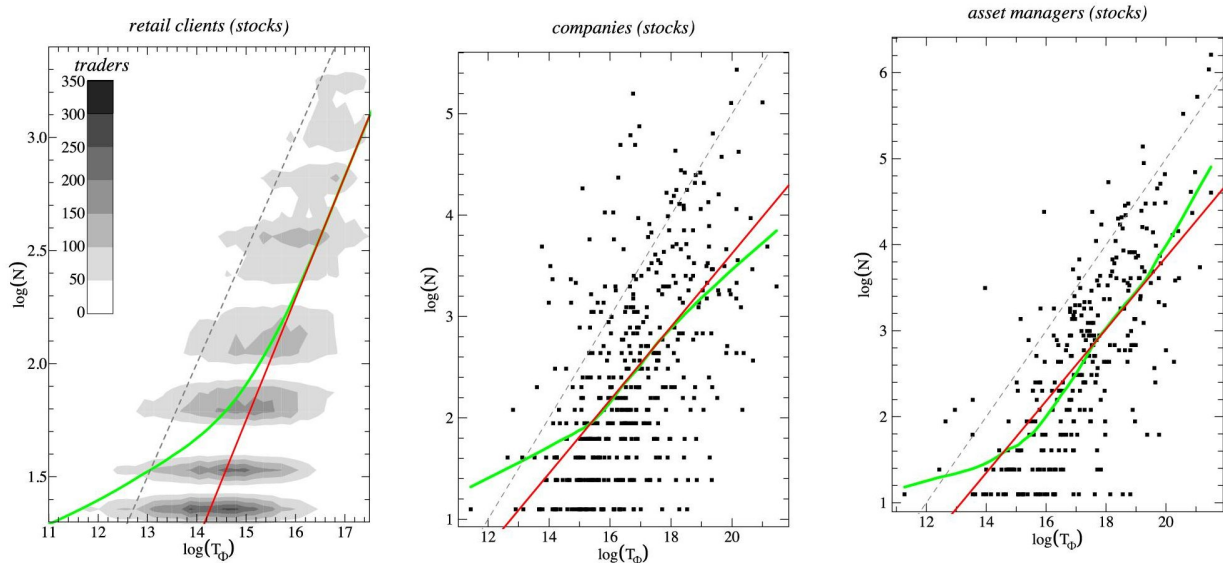 retail clients (stocks)
traders
350
300
250
200
150
100
50
0
3.0
2.5
2.0
1.5
log(N)
11 12 13 14 15 16 17
log(TΦ)
companies (stocks)
5
4
3
2
1
log(N)
12 14 16 18 20
log(TΦ)
asset managers (stocks)
6
5
4
3
2
1
log(N)
12 14 16 18 20
log(TΦ)